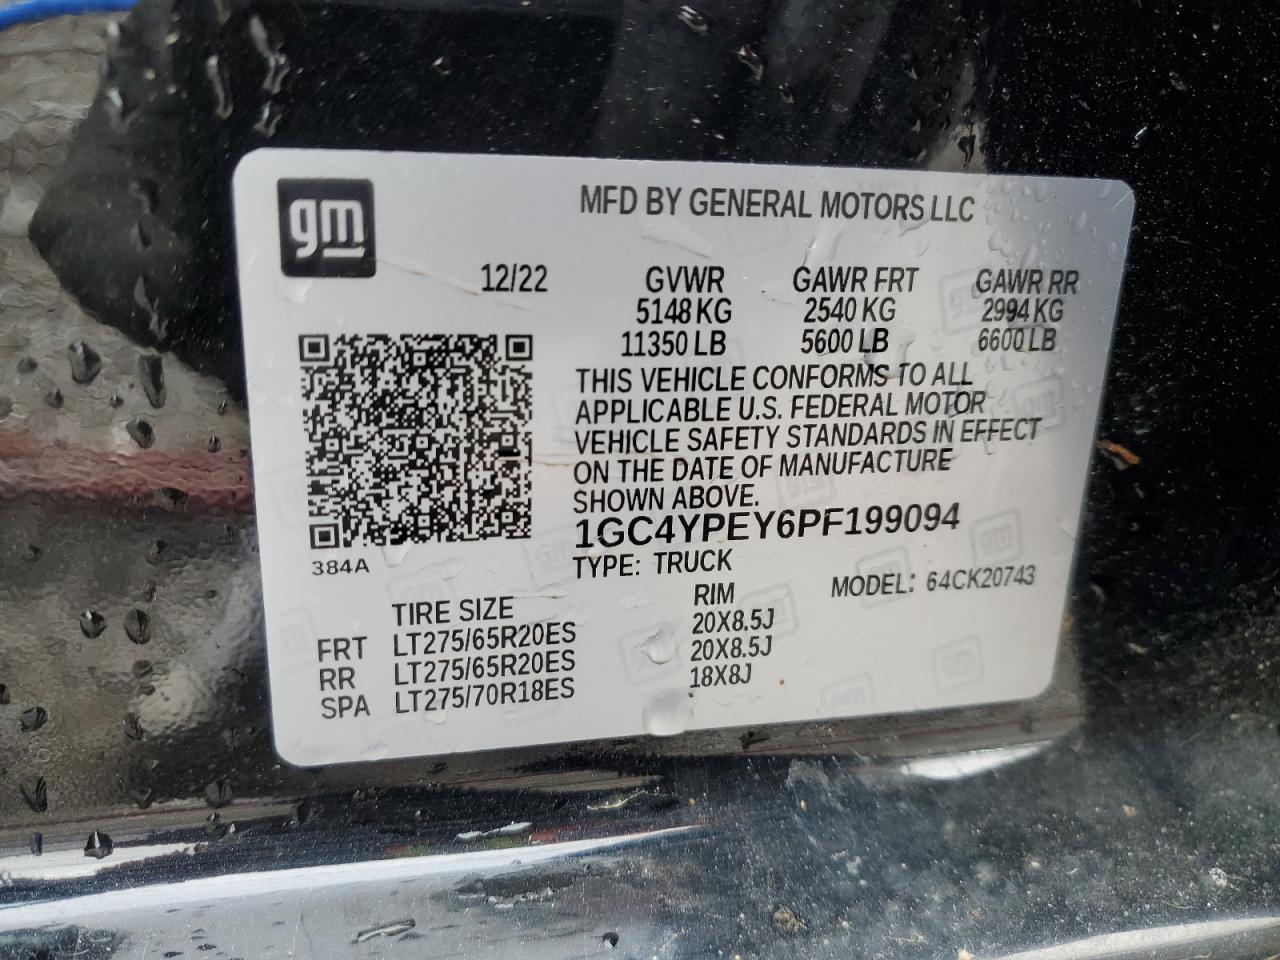 gm
MFD BY GENERAL MOTORS LLC
12/22 GVWR GAWR FRT GAWR RR
5148 KG 2540 KG 2994 KG
11350 LB 5600 LB 6600 LB
THIS VEHICLE CONFORMS TO ALL
APPLICABLE U.S. FEDERAL MOTOR
VEHICLE SAFETY STANDARDS IN EFFECT
ON THE DATE OF MANUFACTURE
SHOWN ABOVE.
1GC4YPEY6PF199094
384A
TYPE: TRUCK
MODEL: 64CK20743
TIRE SIZE RIM
FRT LT275/65R20ES 20X8.5J
RR LT275/65R20ES 20X8.5J
SPA LT275/70R18ES 18X8J